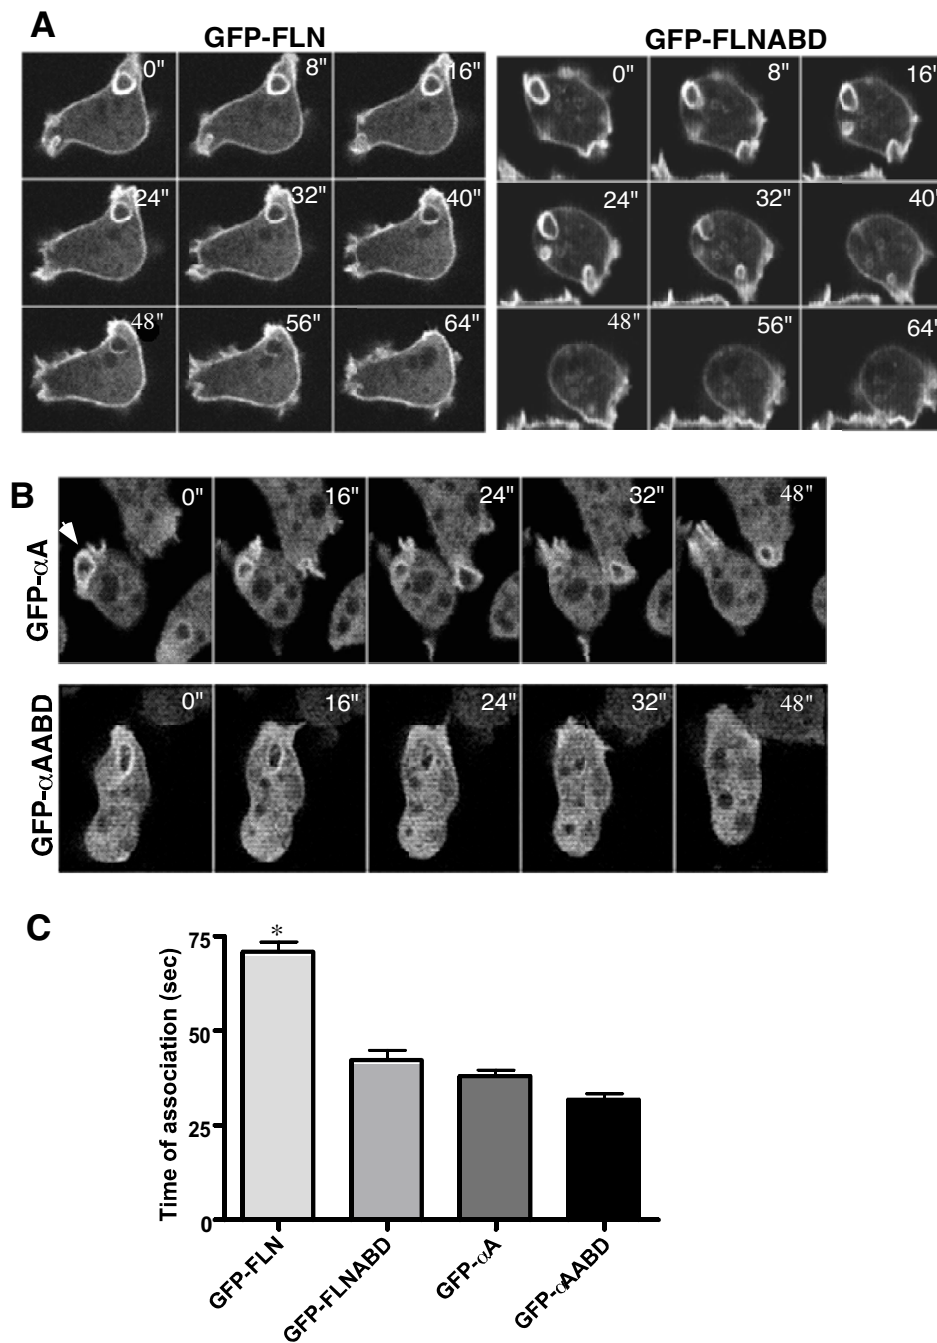 A
GFP-FLN
GFP-FLNABD
0" 8" 16" 0" 8" 16"
24" 32" 40" 24" 32" 40"
48" 56" 64" 48" 56" 64"
B
GFP-αA
0" 16" 24" 32" 48"
GFP-αAABD
0" 16" 24" 32" 48"
C
Time of association (sec)
75
50
25
0
*
GFP-FLN
GFP-FLNABD
GFP-αA
GFP-αAABD